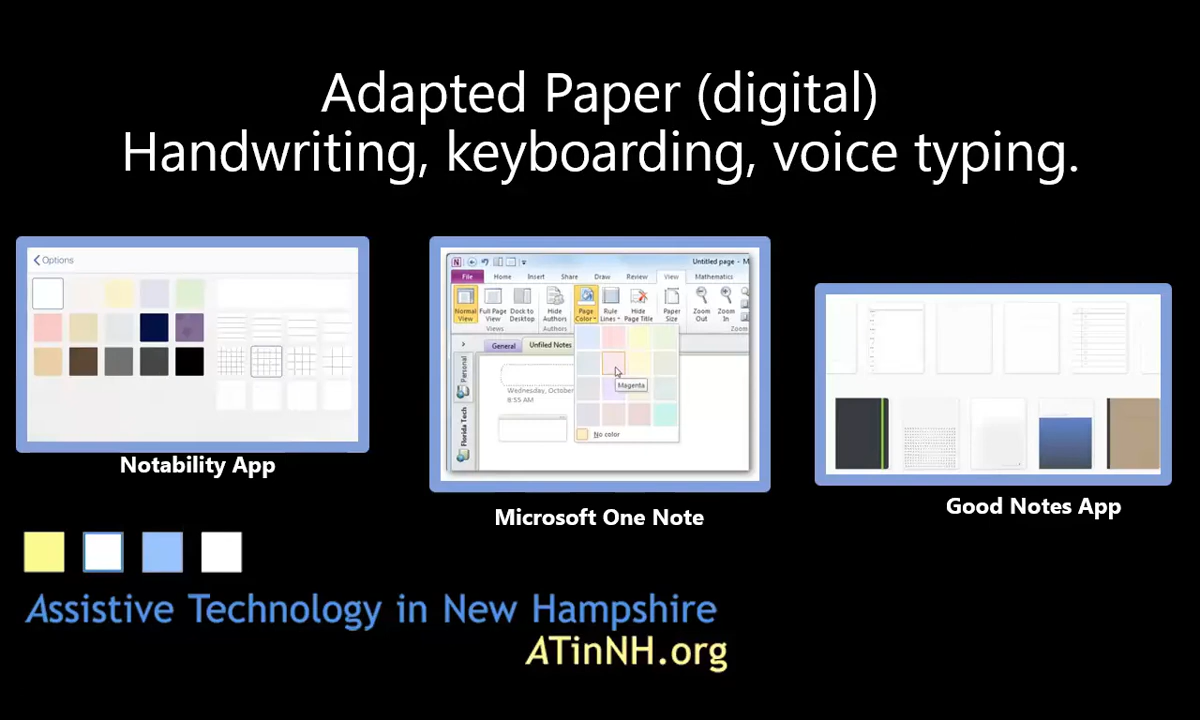 Adapted Paper (digital)
Handwriting, keyboarding, voice typing.
Options
Notability App
Untitled page - M
File Home Insert Share Draw Review View Mathematics
Normal View
Full Page View
Dock to Desktop
Hide Authors
Page Color
Rule Lines
Hide Page Title
Paper Size
Zoom Out
Zoom In
Views
Authors
Zoom
General
Unfiled Notes
Personal
Florida Tech
Wednesday, October
8:55 AM
Magenta
No color
Microsoft One Note
Good Notes App
Assistive Technology in New Hampshire
ATinNH.org